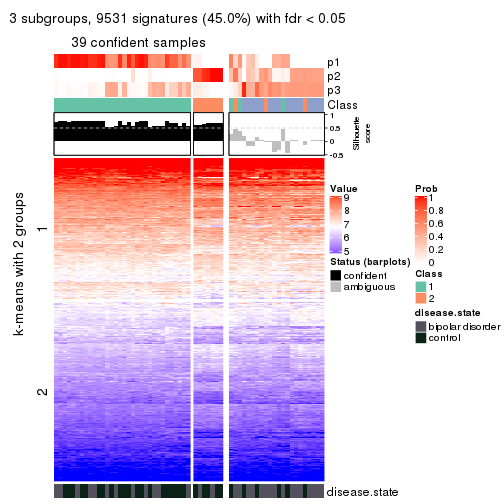 3 subgroups, 9531 signatures (45.0%) with fdr < 0.05
39 confident samples
p1
p2
p3
Class
1
0.5
0
-0.5
Silhouette
score
k-means with 2 groups
1
2
disease.state
Value
9
8
7
6
5
Status (barplots)
confident
ambiguous
Prob
1
0.8
0.6
0.4
0.2
0
Class
1
2
disease.state
bipolar disorder
control